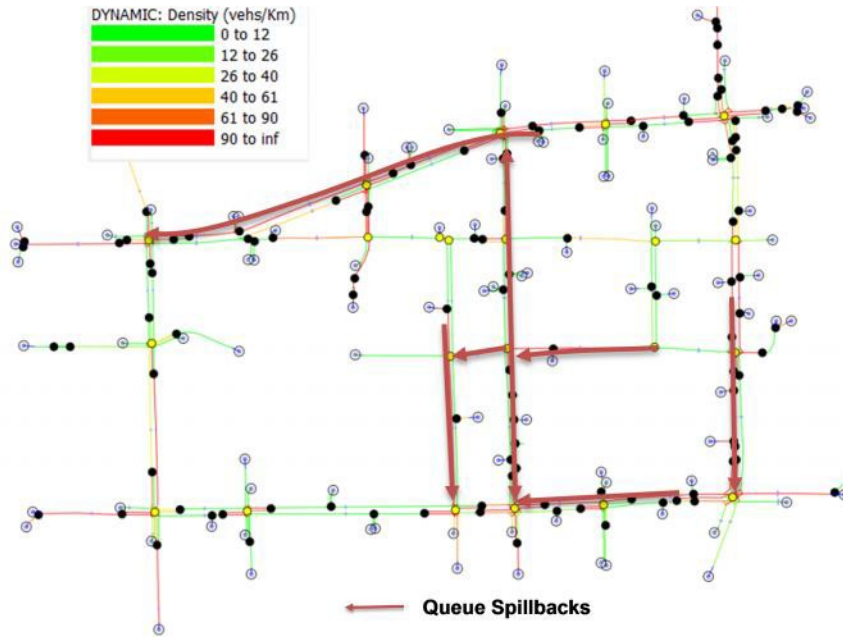 DYNAMIC: Density (vehs/Km)
0 to 12
12 to 26
26 to 40
40 to 61
61 to 90
90 to inf
Queue Spillbacks